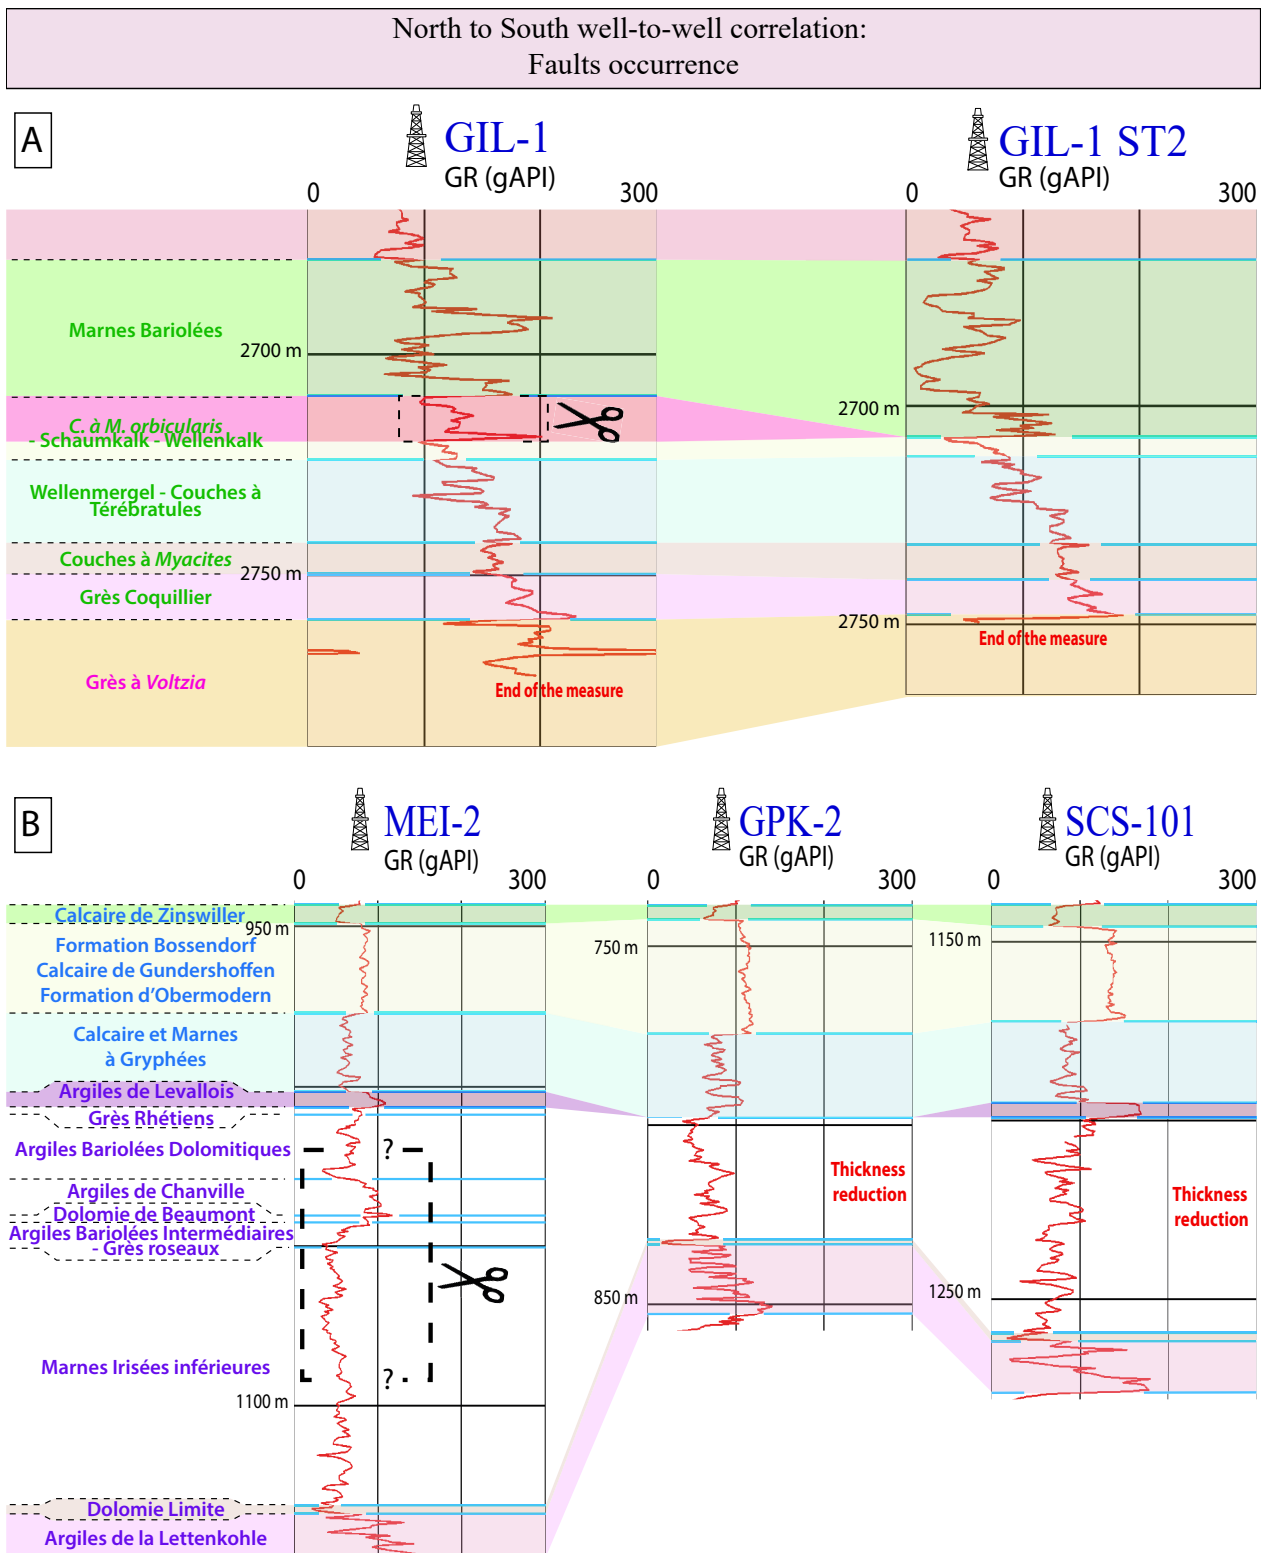 North to South well-to-well correlation:
Faults occurrence
A
GIL-1
GR (gAPI)
0
300
GIL-1 ST2
GR (gAPI)
0
300
Marnes Bariolées
2700 m
C. à M. orbicularis
- Schaumkalk - Wellenkalk
2700 m
Wellenmergel - Couches à
Térébratules
Couches à Myacites
2750 m
Grès Coquillier
2750 m
End of the measure
Grès à Voltzia
End of the measure
B
MEI-2
GR (gAPI)
0
300
GPK-2
GR (gAPI)
0
300
SCS-101
GR (gAPI)
0
300
Calcaire de Zinswiller
950 m
Formation Bossendorf
Calcaire de Gundershoffen
Formation d'Obermodern
750 m
1150 m
Calcaire et Marnes
à Gryphées
Argiles de Levallois
Grès Rhétiens
Argiles Bariolées Dolomitiques
?
Thickness
reduction
Argiles de Chanville
Thickness
reduction
Dolomie de Beaumont
Argiles Bariolées Intermédiaires
- Grès roseaux
850 m
1250 m
Marnes Irisées inférieures
?
1100 m
Dolomie Limite
Argiles de la Lettenkohle